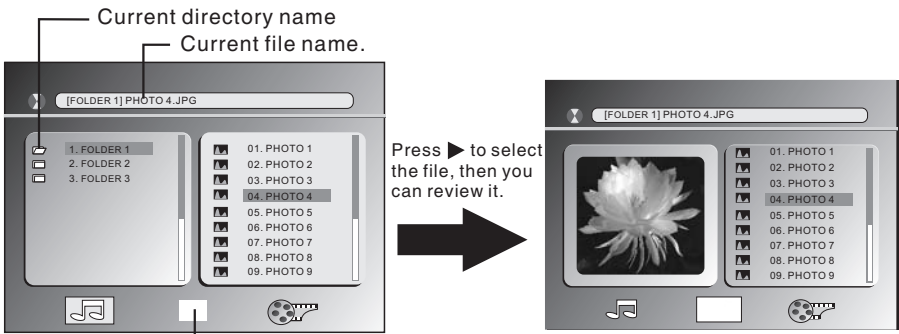 Current directory name
Current file name.
[FOLDER 1] PHOTO 4.JPG
1. FOLDER 1
2. FOLDER 2
3. FOLDER 3
01. PHOTO 1
02. PHOTO 2
03. PHOTO 3
04. PHOTO 4
05. PHOTO 5
06. PHOTO 6
07. PHOTO 7
08. PHOTO 8
09. PHOTO 9
Press ▶ to select
the file, then you
can review it.
[FOLDER 1] PHOTO 4.JPG
01. PHOTO 1
02. PHOTO 2
03. PHOTO 3
04. PHOTO 4
05. PHOTO 5
06. PHOTO 6
07. PHOTO 7
08. PHOTO 8
09. PHOTO 9